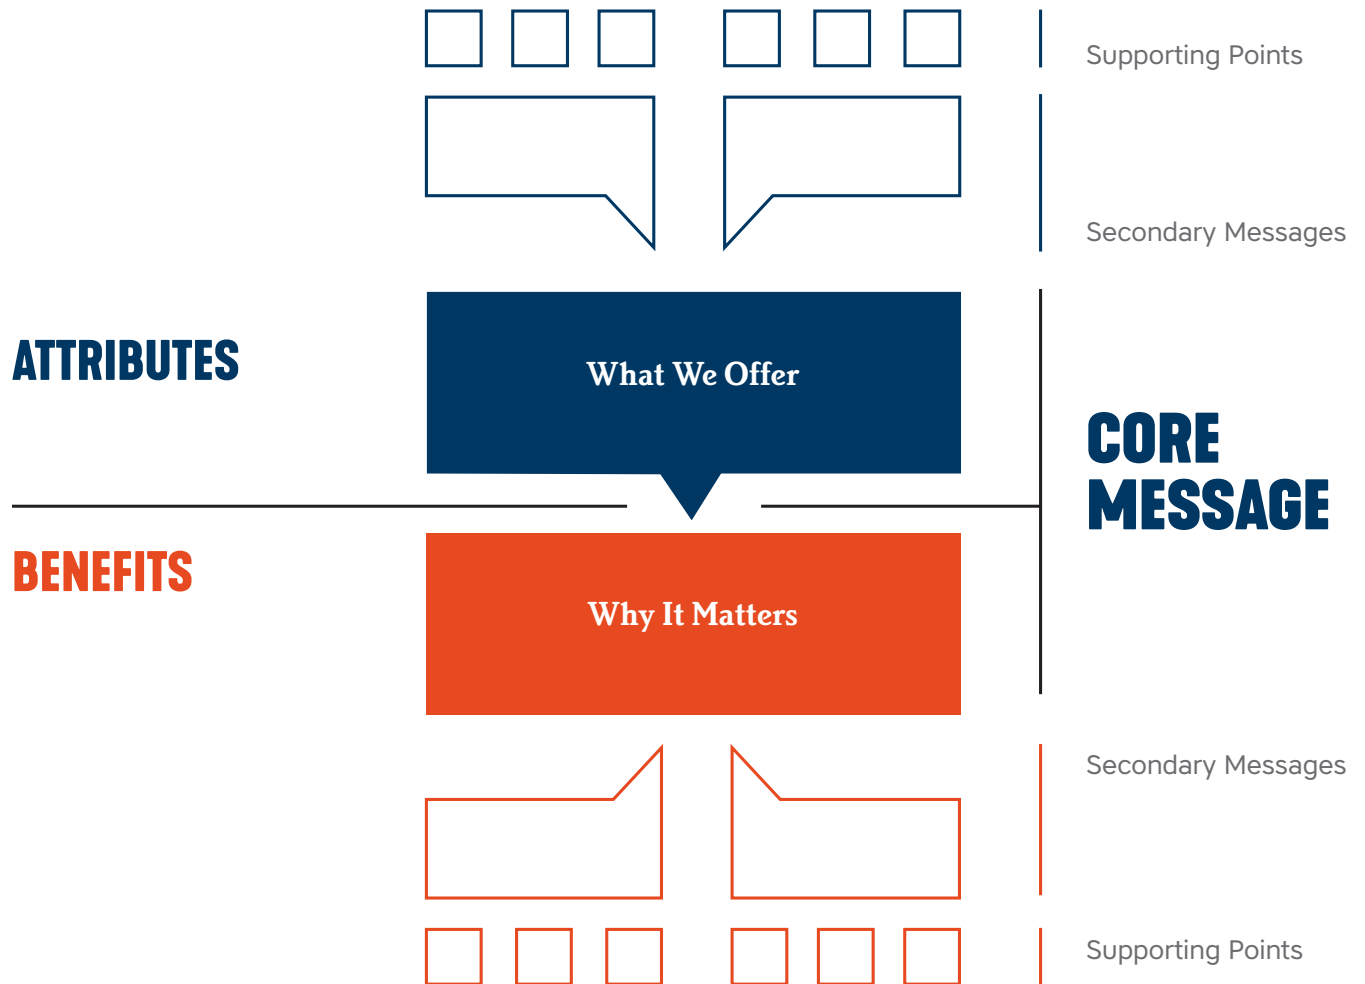 Supporting Points
Secondary Messages
ATTRIBUTES
What We Offer
CORE
MESSAGE
BENEFITS
Why It Matters
Secondary Messages
Supporting Points